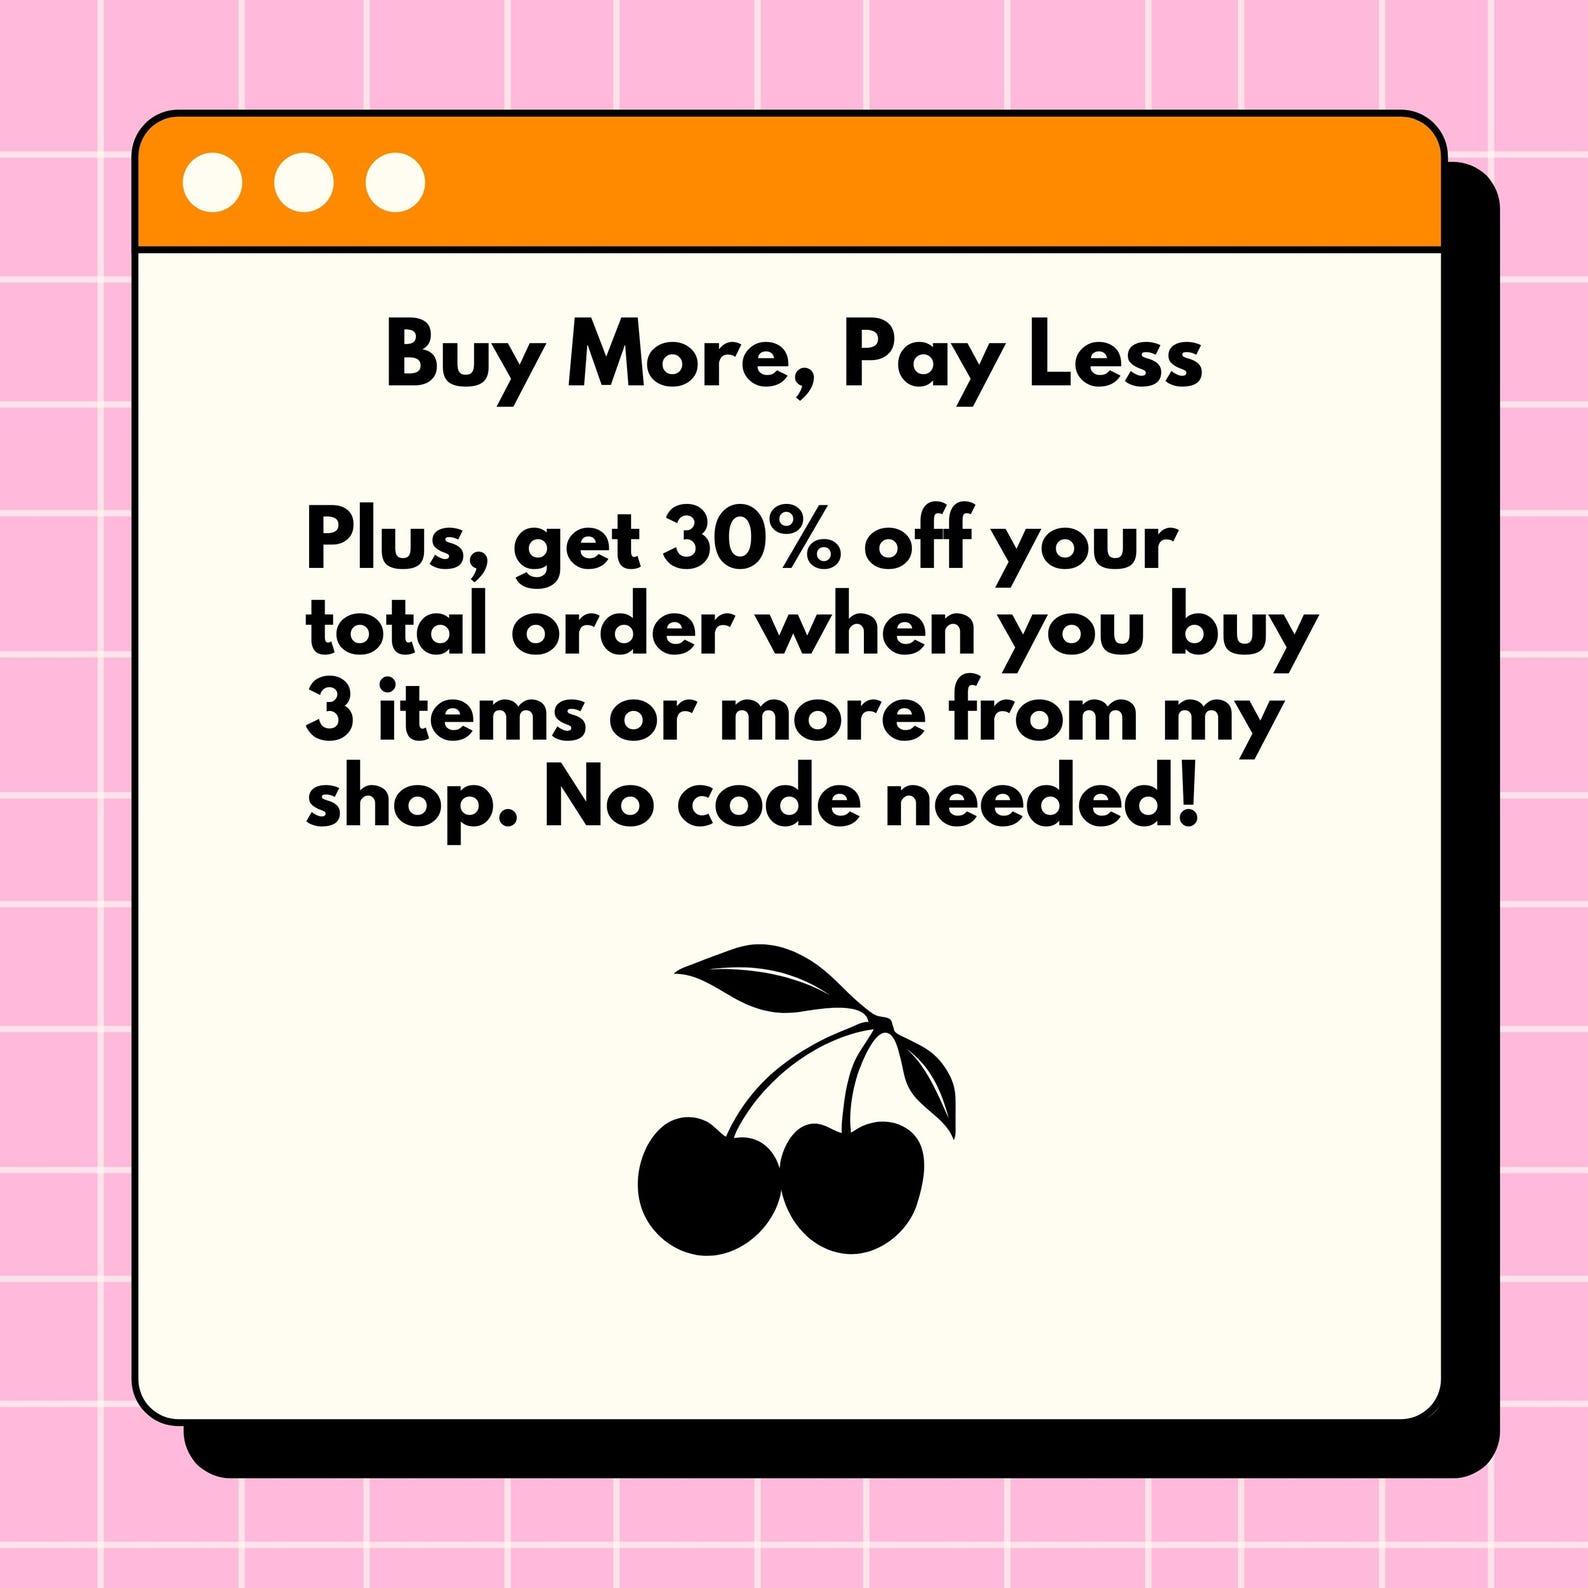 Buy More, Pay Less
Plus, get 30% off your
total order when you buy
3 items or more from my
shop. No code needed!